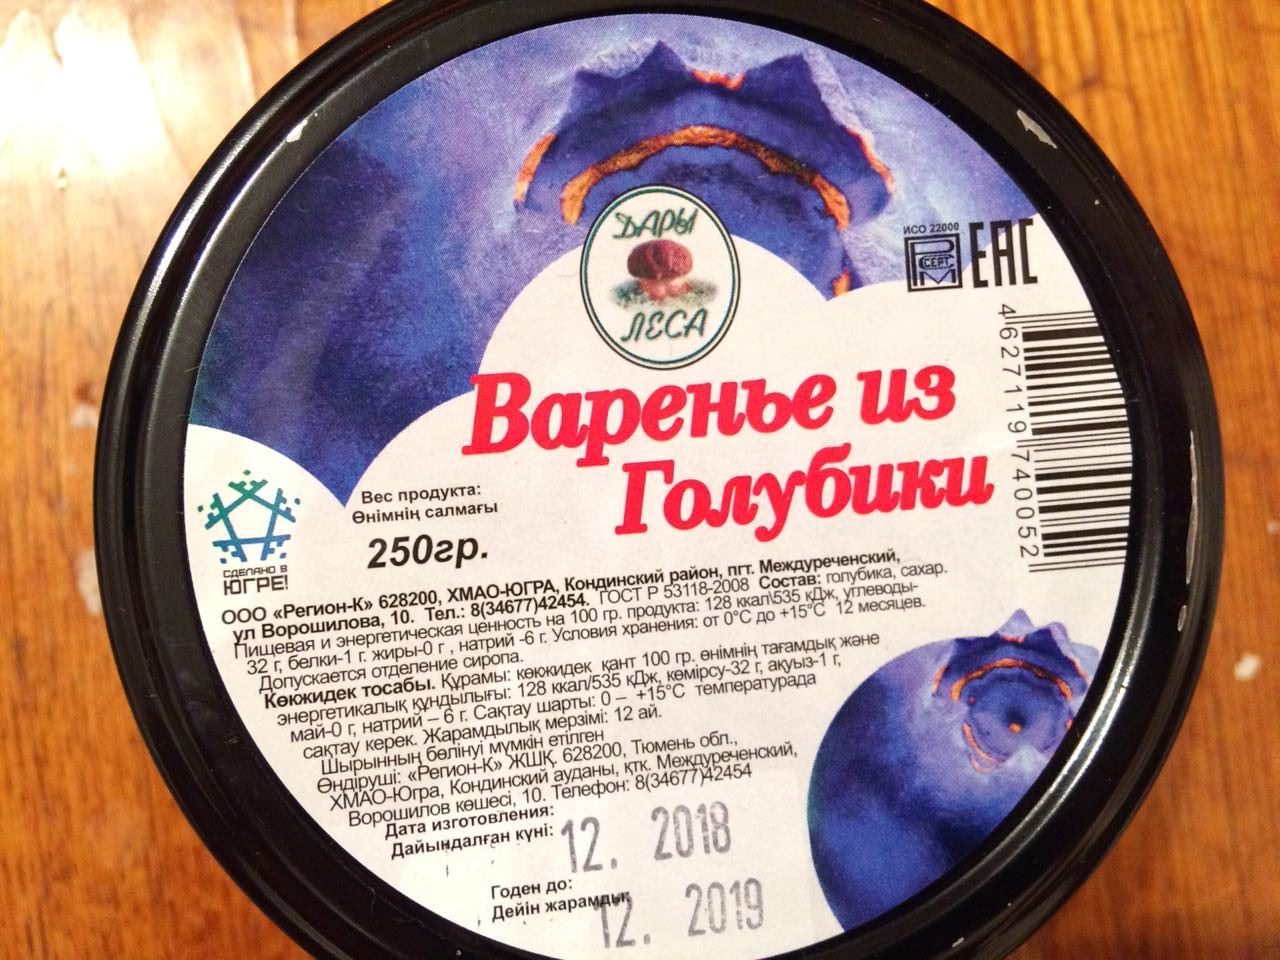 ДАРЫ
ЛЕСА
ИСО 22000
РСТ
СЕРТ
ЕАС
Варенье из
Голубики
4627119740052
СДЕЛАНО В
ЮГРЕ!
Вес продукта:
Өнімнің салмағы
250гр.
ООО «Регион-К» 628200, ХМАО-ЮГРА, Кондинский район, пгт. Междуреченский,
ул Ворошилова, 10. Тел.: 8(34677)42454. ГОСТ Р 53118-2008 Состав: голубика, сахар.
Пищевая и энергетическая ценность на 100 гр. продукта: 128 ккал\535 кДж, углеводы-
32 г, белки-1 г. жиры-0 г , натрий -6 г. Условия хранения: от 0°С до +15°С 12 месяцев.
Допускается отделение сиропа.
Көкжидек тосабы. Құрамы: көкжидек қант 100 гр. өнімнің тағамдық және
энергетикалық құндылығы: 128 ккал/535 кДж, көмірсу-32 г, ақуыз-1 г,
май-0 г, натрий – 6 г. Сақтау шарты: 0 – +15°С температурада
сақтау керек. Жарамдылық мерзімі: 12 ай.
Шырынның бөлінуі мүмкін етілген
Өндіруші: «Регион-К» ЖШҚ, 628200, Тюмень обл.,
ХМАО-Югра, Кондинский ауданы, қтк. Междуреченский,
Ворошилов көшесі, 10. Телефон: 8(34677)42454
Дата изготовления:
Дайындалған күні:
12. 2018
Годен до:
Дейін жарамды:
12. 2019